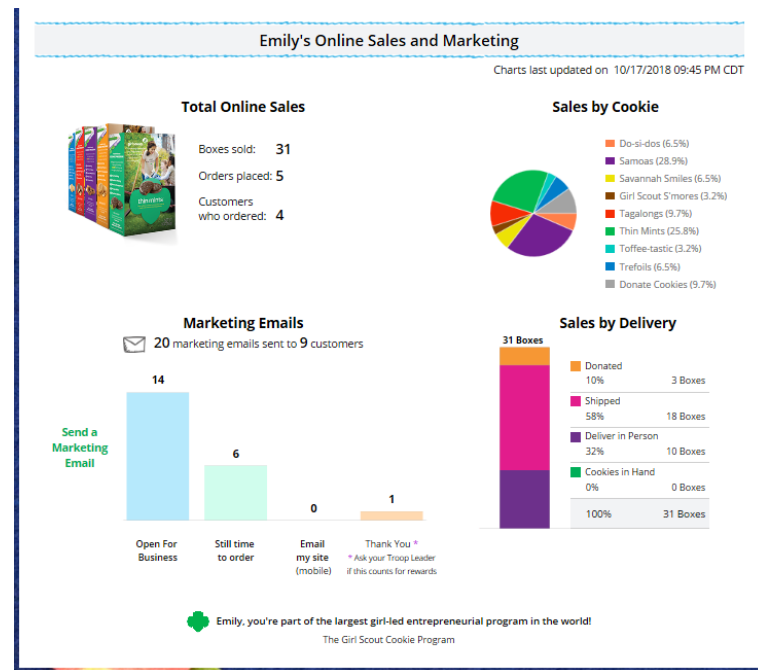 Emily's Online Sales and Marketing
Charts last updated on 10/17/2018 09:45 PM CDT
Total Online Sales
thin mints
Boxes sold: 31
Orders placed: 5
Customers
who ordered: 4
Sales by Cookie
Do-si-dos (6.5%)
Samoas (28.9%)
Savannah Smiles (6.5%)
Girl Scout S'mores (3.2%)
Tagalongs (9.7%)
Thin Mints (25.8%)
Toffee-tastic (3.2%)
Trefoils (6.5%)
Donate Cookies (9.7%)
Marketing Emails
20 marketing emails sent to 9 customers
Send a
Marketing
Email
14
6
0
1
Open For
Business
Still time
to order
Email
my site
(mobile)
Thank You *
* Ask your Troop Leader
if this counts for rewards
Sales by Delivery
31 Boxes
Donated
10% 3 Boxes
Shipped
58% 18 Boxes
Deliver in Person
32% 10 Boxes
Cookies in Hand
0% 0 Boxes
100% 31 Boxes
Emily, you're part of the largest girl-led entrepreneurial program in the world!
The Girl Scout Cookie Program